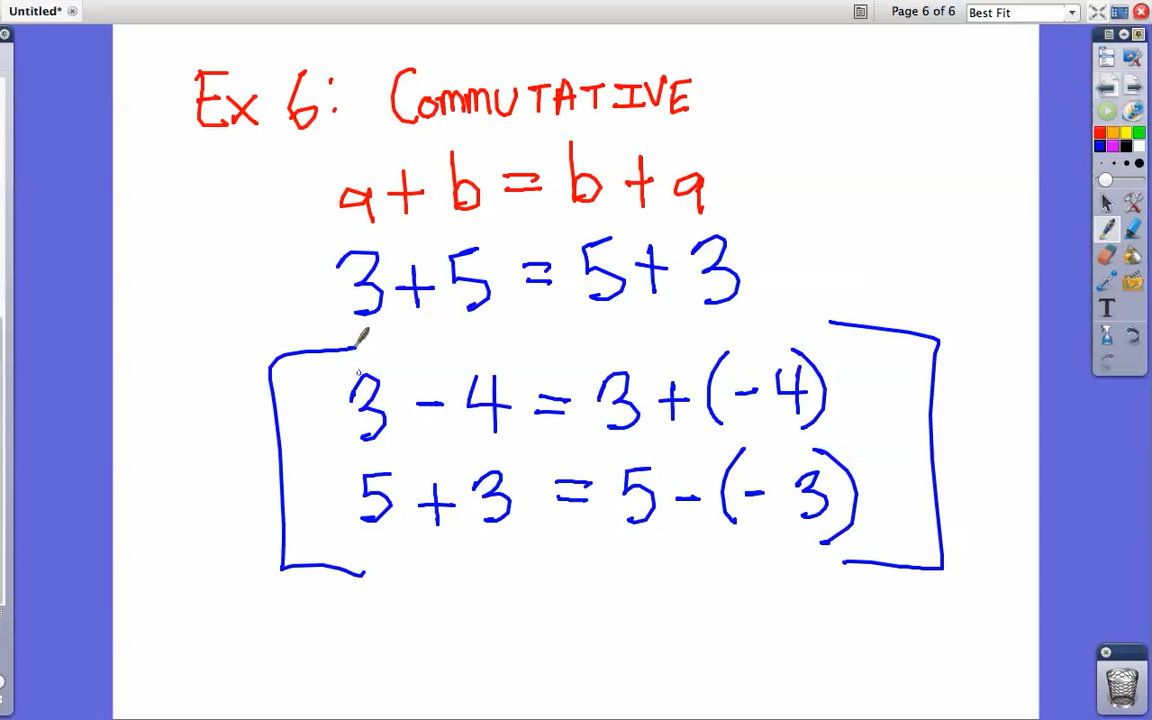 Untitled*
Page 6 of 6
Best Fit
Ex 6: COMMUTATIVE
a + b = b + a
3 + 5 = 5 + 3
3 - 4 = 3 + (-4)
5 + 3 = 5 - (-3)
T